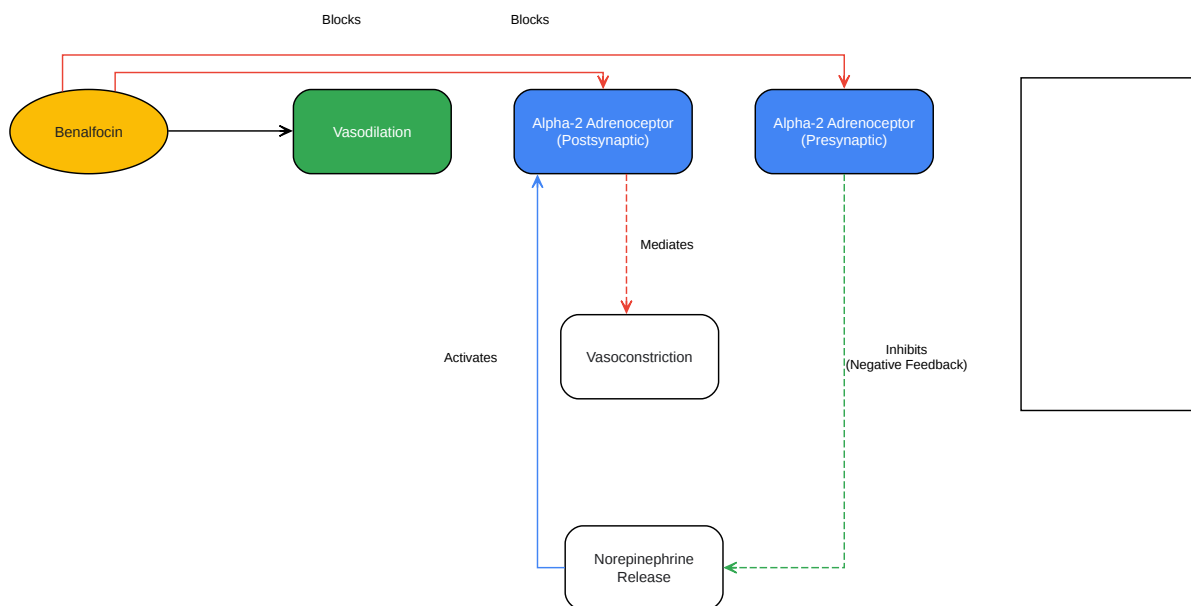 Blocks
Blocks
Benalfocin
Vasodilation
Alpha-2 Adrenoceptor
(Postsynaptic)
Alpha-2 Adrenoceptor
(Presynaptic)
Mediates
Activates
Vasoconstriction
Inhibits
(Negative Feedback)
Norepinephrine
Release